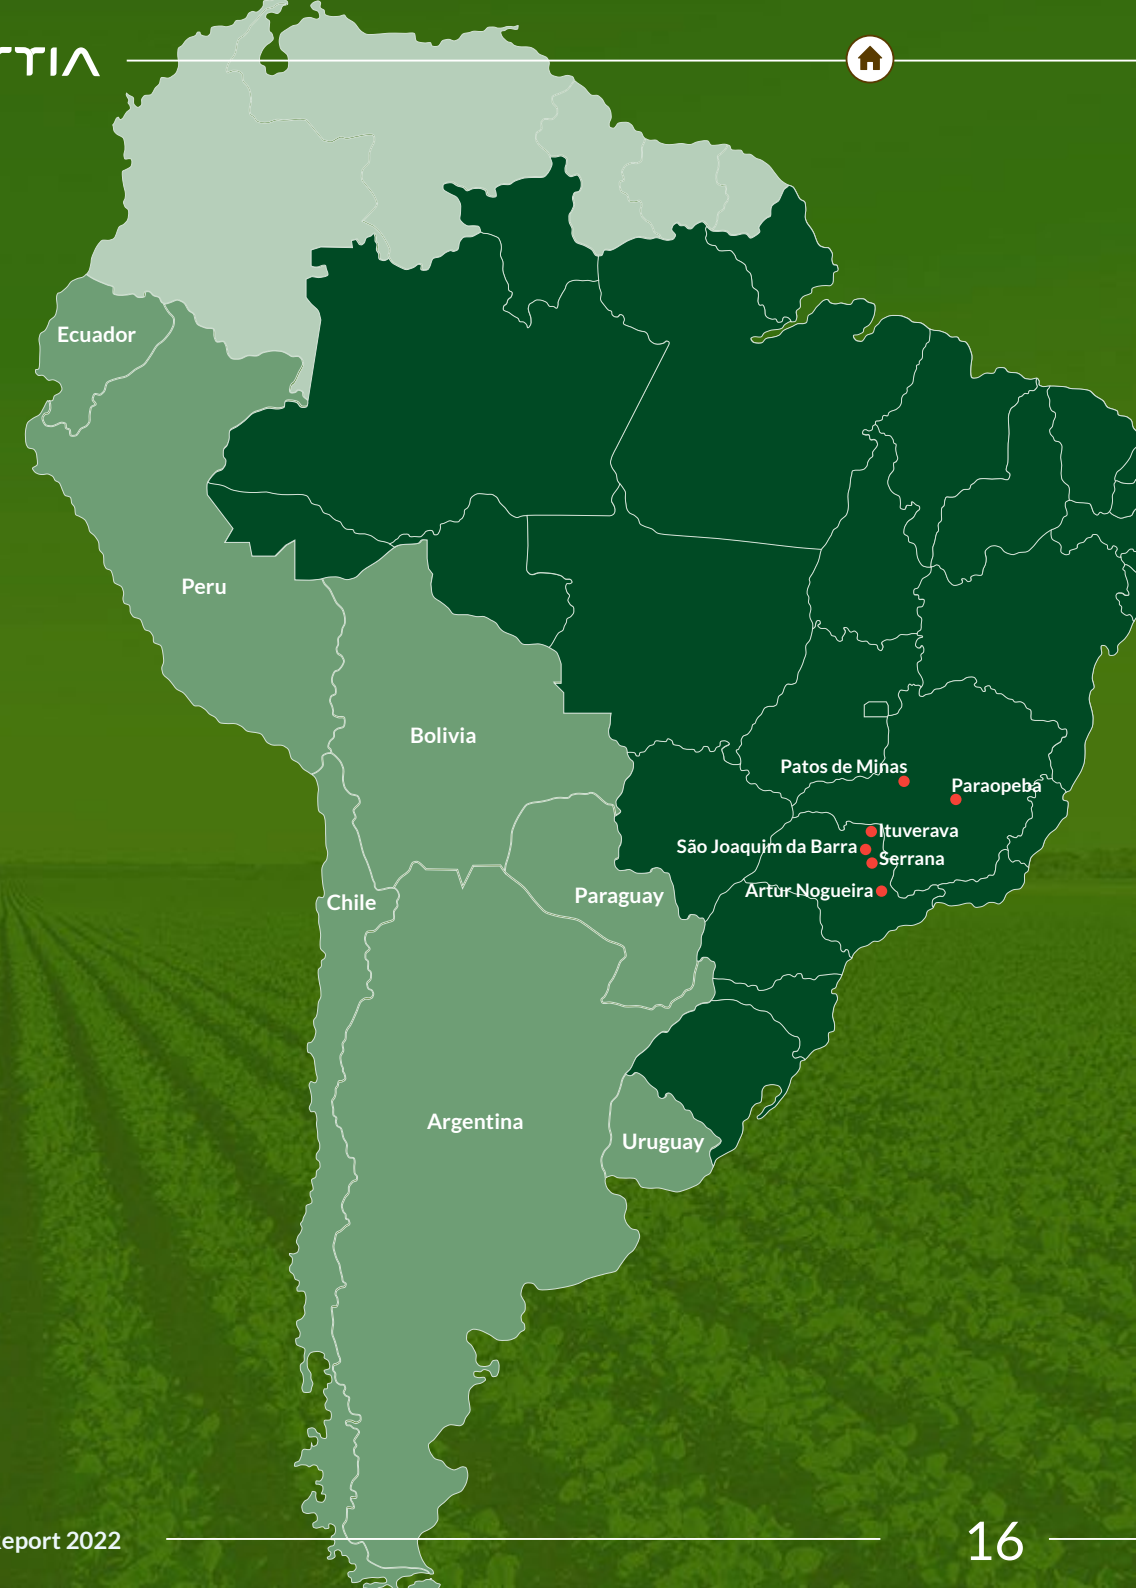 TTIA
Ecuador
Peru
Bolivia
Patos de Minas
Paraopeba
Ituverava
São Joaquim da Barra
Serrana
Artur Nogueira
Paraguay
Chile
Argentina
Uruguay
eport 2022
16